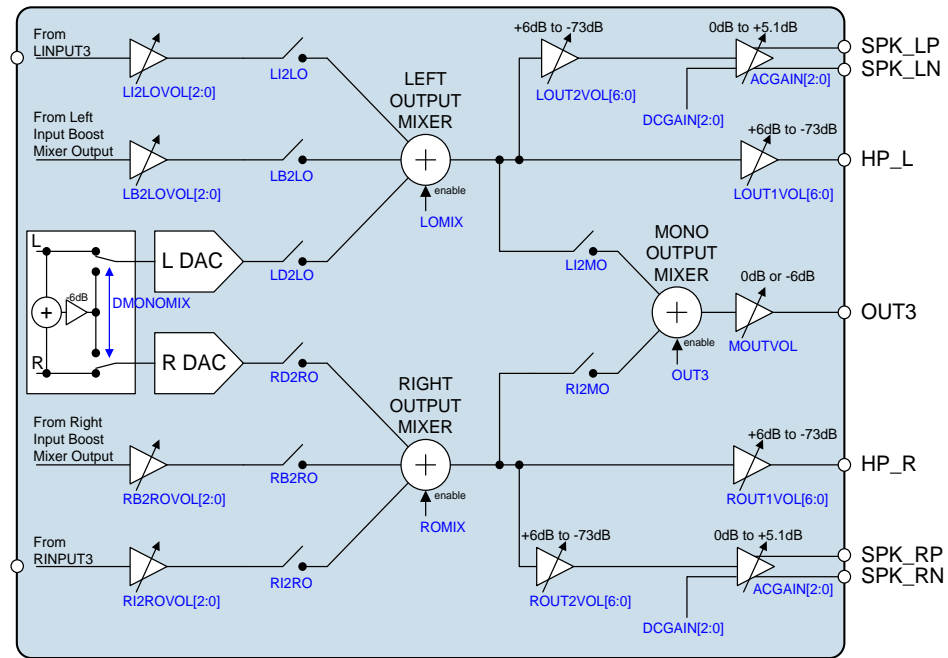 From
LINPUT3
LI2LOVOL[2:0]
LI2LO
LEFT
OUTPUT
MIXER
+6dB to -73dB
LOUT2VOL[6:0]
0dB to +5.1dB
ACGAIN[2:0]
DCGAIN[2:0]
SPK_LP
SPK_LN
From Left
Input Boost
Mixer Output
LB2LOVOL[2:0]
LB2LO
enable
LOMIX
+6dB to -73dB
LOUT1VOL[6:0]
HP_L
L
R
-6dB
DMONOMIX
L DAC
LD2LO
R DAC
RD2RO
LI2MO
RI2MO
MONO
OUTPUT
MIXER
enable
OUT3
0dB or -6dB
MOUTVOL
OUT3
From Right
Input Boost
Mixer Output
RB2ROVOL[2:0]
RB2RO
RIGHT
OUTPUT
MIXER
enable
ROMIX
+6dB to -73dB
ROUT1VOL[6:0]
HP_R
From
RINPUT3
RI2ROVOL[2:0]
RI2RO
+6dB to -73dB
ROUT2VOL[6:0]
0dB to +5.1dB
ACGAIN[2:0]
DCGAIN[2:0]
SPK_RP
SPK_RN